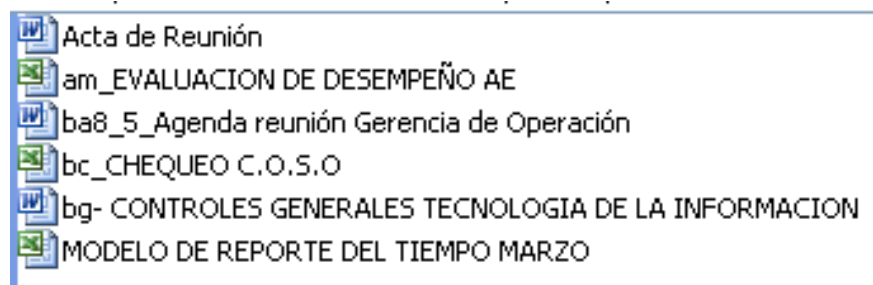 Acta de Reunión
am_EVALUACION DE DESEMPEÑO AE
ba8_5_Agenda reunión Gerencia de Operación
bc_CHEQUEO C.O.S.O
bg- CONTROLES GENERALES TECNOLOGIA DE LA INFORMACION
MODELO DE REPORTE DEL TIEMPO MARZO